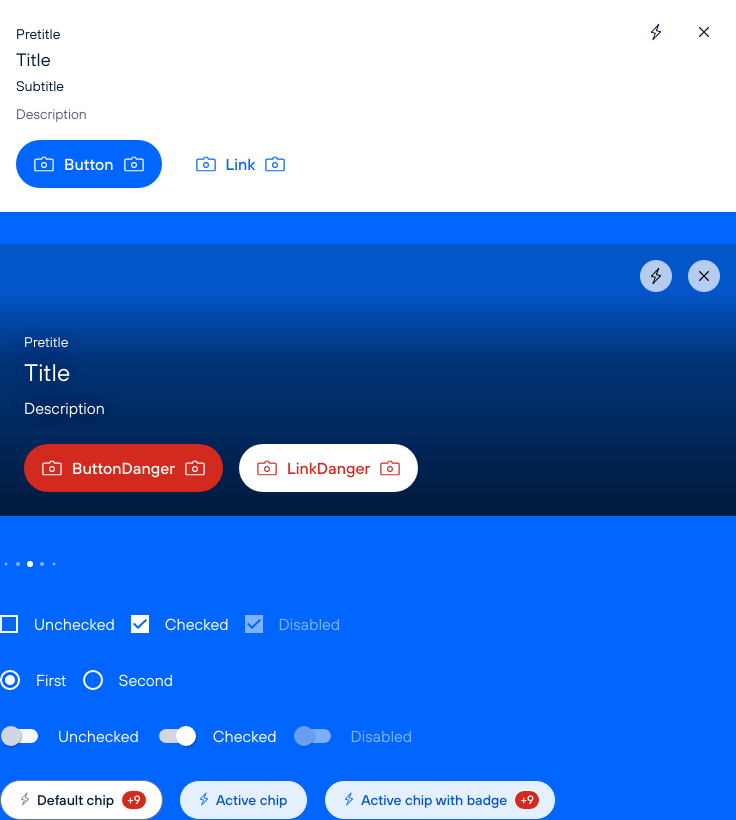 Pretitle
Title
Subtitle
Description
Button Link
Pretitle
Title
Description
ButtonDanger LinkDanger
Unchecked Checked Disabled
First Second
Unchecked Checked Disabled
Default chip +9 Active chip Active chip with badge +9